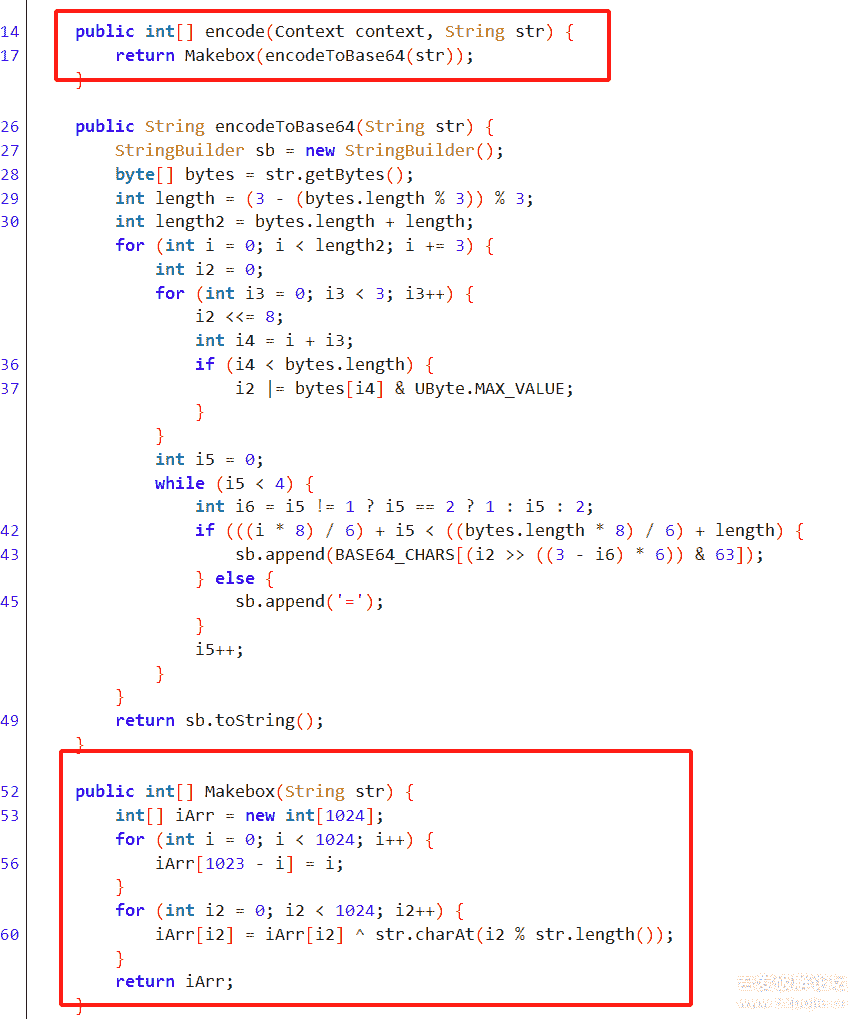 14 public int[] encode(Context context, String str) {
17 return Makebox(encodeToBase64(str));
}
26 public String encodeToBase64(String str) {
27 StringBuilder sb = new StringBuilder();
28 byte[] bytes = str.getBytes();
29 int length = (3 - (bytes.length % 3)) % 3;
30 int length2 = bytes.length + length;
for (int i = 0; i < length2; i += 3) {
int i2 = 0;
for (int i3 = 0; i3 < 3; i3++) {
i2 <<= 8;
int i4 = i + i3;
36 if (i4 < bytes.length) {
37 i2 |= bytes[i4] & UByte.MAX_VALUE;
}
}
int i5 = 0;
while (i5 < 4) {
int i6 = i5 != 1 ? i5 == 2 ? 1 : i5 : 2;
42 if (((i * 8) / 6) + i5 < ((bytes.length * 8) / 6) + length) {
43 sb.append(BASE64_CHARS[(i2 >> ((3 - i6) * 6)) & 63]);
} else {
45 sb.append('=');
}
i5++;
}
}
49 return sb.toString();
}
52 public int[] Makebox(String str) {
53 int[] iArr = new int[1024];
for (int i = 0; i < 1024; i++) {
56 iArr[1023 - i] = i;
}
for (int i2 = 0; i2 < 1024; i2++) {
60 iArr[i2] = iArr[i2] ^ str.charAt(i2 % str.length());
}
return iArr;
}